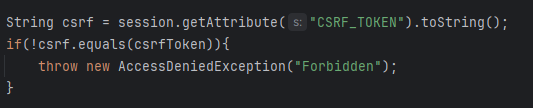 String csrf = session.getAttribute( s: "CSRF_TOKEN").toString();
if(!csrf.equals(csrfToken)){
    throw new AccessDeniedException("Forbidden");
}